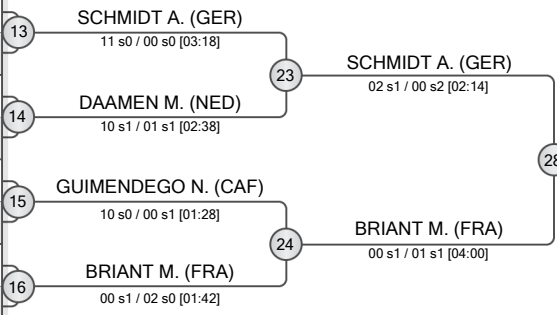 13
SCHMIDT A. (GER)
11 s0 / 00 s0 [03:18]
23
SCHMIDT A. (GER)
02 s1 / 00 s2 [02:14]
14
DAAMEN M. (NED)
10 s1 / 01 s1 [02:38]
28
15
GUIMENDEGO N. (CAF)
10 s0 / 00 s1 [01:28]
24
BRIANT M. (FRA)
00 s1 / 01 s1 [04:00]
16
BRIANT M. (FRA)
00 s1 / 02 s0 [01:42]